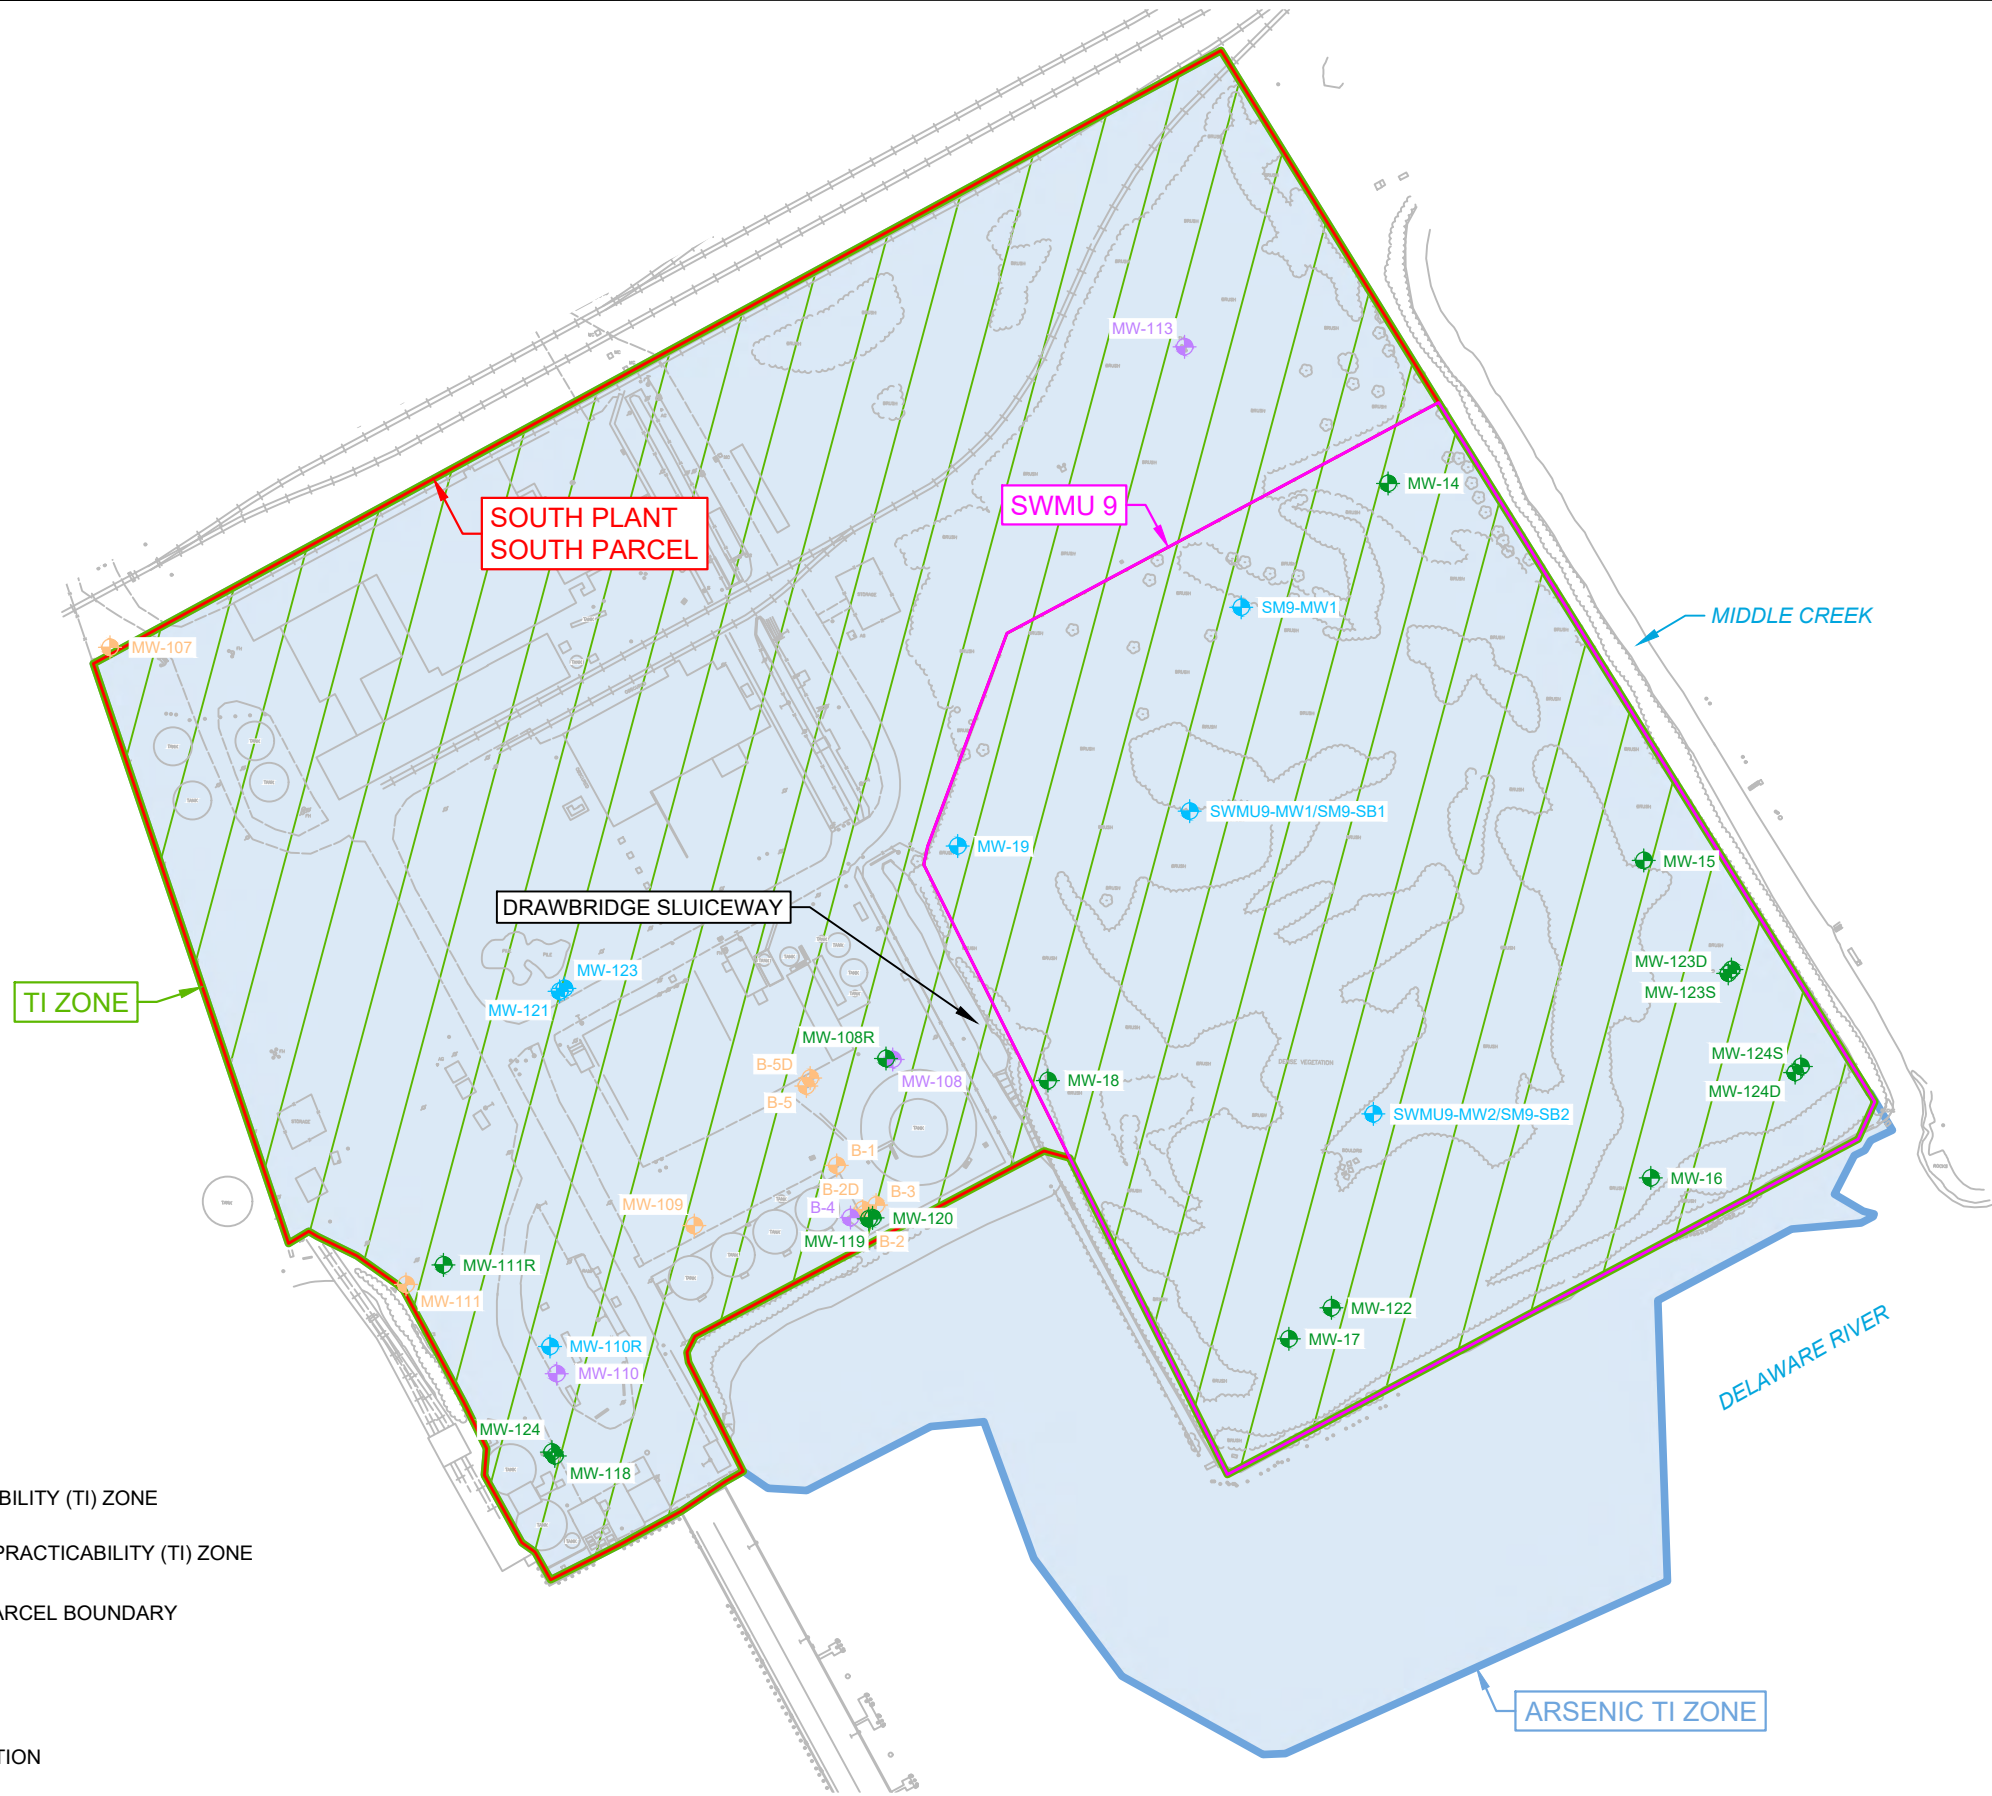 MW-113
MW-14
SWMU 9
SOUTH PLANT
SOUTH PARCEL
SM9-MW1
MIDDLE CREEK
MW-107
SWMU9-MW1/SM9-SB1
MW-19
MW-15
DRAWBRIDGE SLUICEWAY
MW-123
MW-121
TI ZONE
MW-123D
MW-123S
MW-108R
MW-108
B-5D
B-5
MW-18
MW-124S
MW-124D
SWMU9-MW2/SM9-SB2
DENSE VEGETATION
B-1
B-2D
B-3
B-4
MW-109
MW-120
MW-119
B-2
MW-16
MW-111R
MW-111
MW-122
MW-17
MW-110R
MW-110
DELAWARE RIVER
MW-124
MW-118
BILITY (TI) ZONE
PRACTICABILITY (TI) ZONE
ARCEL BOUNDARY
ARSENIC TI ZONE
TION